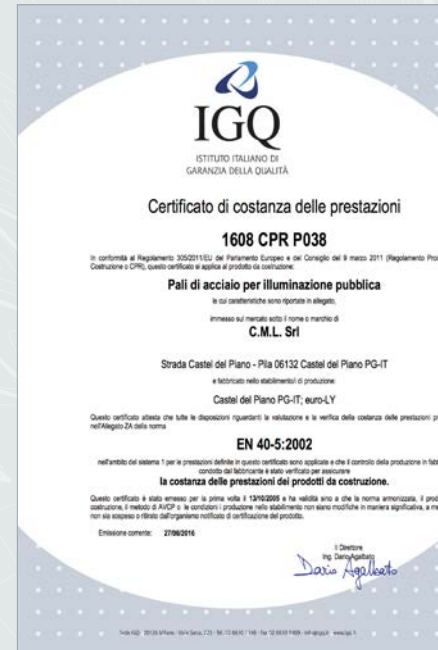 IGQ
ISTITUTO ITALIANO DI
GARANZIA DELLA QUALITÀ
Certificato di costanza delle prestazioni
1608 CPR P038
In conformità al Regolamento 305/2011/EU del Parlamento Europeo e del Consiglio del 9 marzo 2011 (Regolamento Pro
Costruzione o CPR), questo certificato si applica al prodotto da costruzione:
Pali di acciaio per illuminazione pubblica
le cui caratteristiche sono riportate in allegato,
immesso sul mercato sotto il nome o marchio di
C.M.L. Srl
Strada Castel del Piano - Pila 06132 Castel del Piano PG-IT
e fabbricato nello stabilimento/i di produzione:
Castel del Piano PG-IT; euro-LY
Questo certificato attesta che tutte le disposizioni riguardanti la valutazione e la verifica della costanza delle prestazioni pr
nell'Allegato ZA della norma
EN 40-5:2002
nell'ambito del sistema 1 per le prestazioni definite in questo certificato sono applicate e che il controllo della produzione in fab
condotto dal fabbricante è stato verificato per assicurare
la costanza delle prestazioni dei prodotti da costruzione.
Questo certificato è stato emesso per la prima volta il 13/10/2005 e ha validità sino a che la norma armonizzata, il prod
costruzione, il metodo di AVCP o le condizioni i produzione nello stabilimento non siano modifiche in maniera significativa, a me
non sia sospeso o ritirato dall'organismo notificato di certificazione del prodotto.
Emissione corrente: 27/06/2016
Il Direttore
Ing. Dario Agalbato
Dario Agalbato